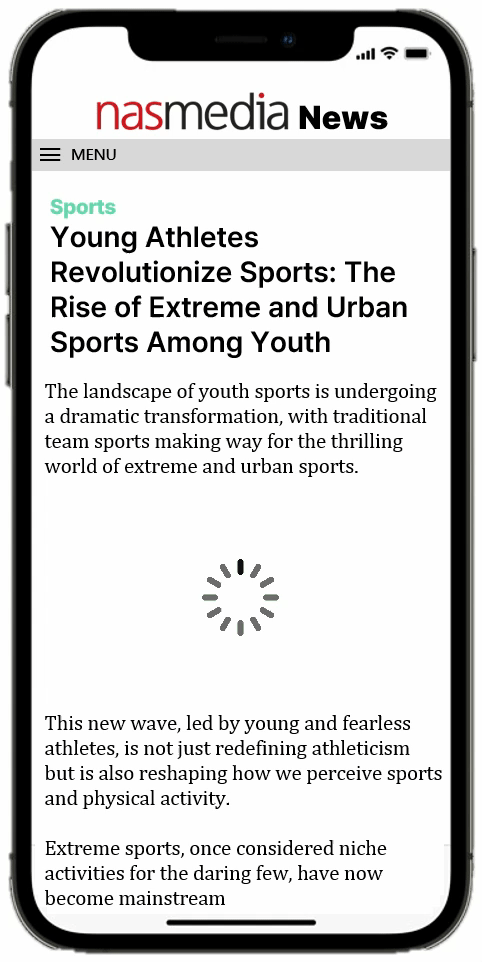 nasmedia News
MENU
Sports
Young Athletes
Revolutionize Sports: The
Rise of Extreme and Urban
Sports Among Youth
The landscape of youth sports is undergoing
a dramatic transformation, with traditional
team sports making way for the thrilling
world of extreme and urban sports.
This new wave, led by young and fearless
athletes, is not just redefining athleticism
but is also reshaping how we perceive sports
and physical activity.
Extreme sports, once considered niche
activities for the daring few, have now
become mainstream